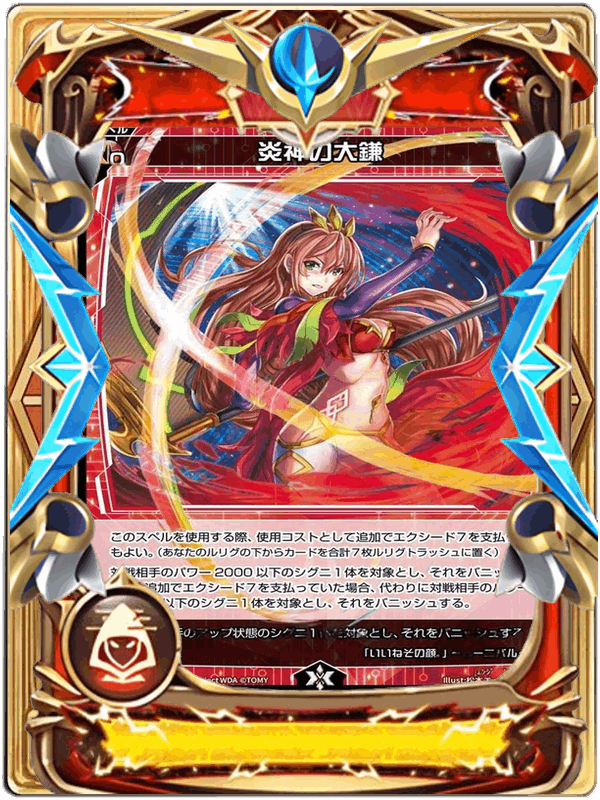 ベル
炎神の大鎌
このスペルを使用する際、使用コストとして追加でエクシード7を支払
もよい。(あなたのルリグの下からカードを合計7枚ルリグトラッシュに置く)
対戦相手のパワー2000以下のシグニ1体を対象とし、それをバニッシ
追加でエクシード7を支払っていた場合、代わりに対戦相手の
以下のシグニ1体を対象とし、それをバニッシュする。
のアップ状態のシグニ1体を対象とし、それをバニッシュす
「いいねその顔。」
ject WDA ©TOMY
Illust: